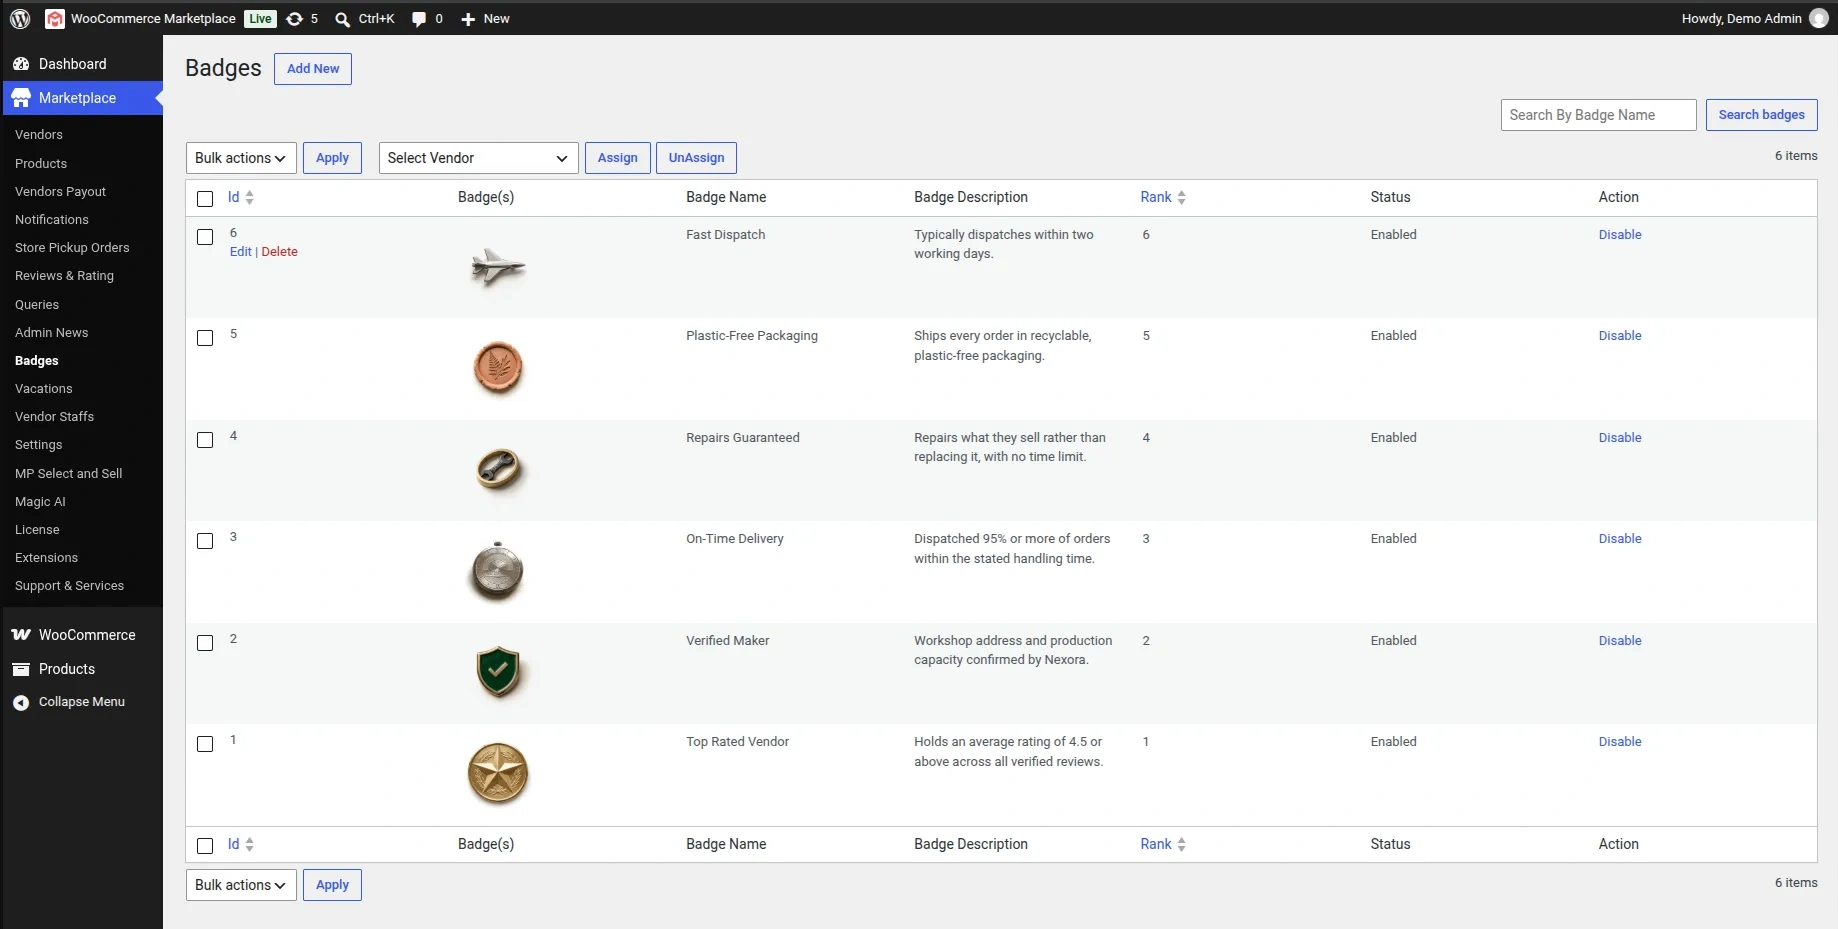 WooCommerce Marketplace Live 5 Ctrl+K 0 New Howdy, Demo Admin
Dashboard
Marketplace
Vendors
Products
Vendors Payout
Notifications
Store Pickup Orders
Reviews & Rating
Queries
Admin News
Badges
Vacations
Vendor Staffs
Settings
MP Select and Sell
Magic AI
License
Extensions
Support & Services
WooCommerce
Products
Collapse Menu
Badges Add New
Search By Badge Name Search badges
Bulk actions Apply Select Vendor Assign UnAssign 6 items
Id Badge(s) Badge Name Badge Description Rank Status Action
6 Fast Dispatch Typically dispatches within two 6 Enabled Disable
Edit | Delete working days.
5 Plastic-Free Packaging Ships every order in recyclable, 5 Enabled Disable
plastic-free packaging.
4 Repairs Guaranteed Repairs what they sell rather than 4 Enabled Disable
replacing it, with no time limit.
3 On-Time Delivery Dispatched 95% or more of orders 3 Enabled Disable
within the stated handling time.
2 Verified Maker Workshop address and production 2 Enabled Disable
capacity confirmed by Nexora.
1 Top Rated Vendor Holds an average rating of 4.5 or 1 Enabled Disable
above across all verified reviews.
Id Badge(s) Badge Name Badge Description Rank Status Action
Bulk actions Apply 6 items